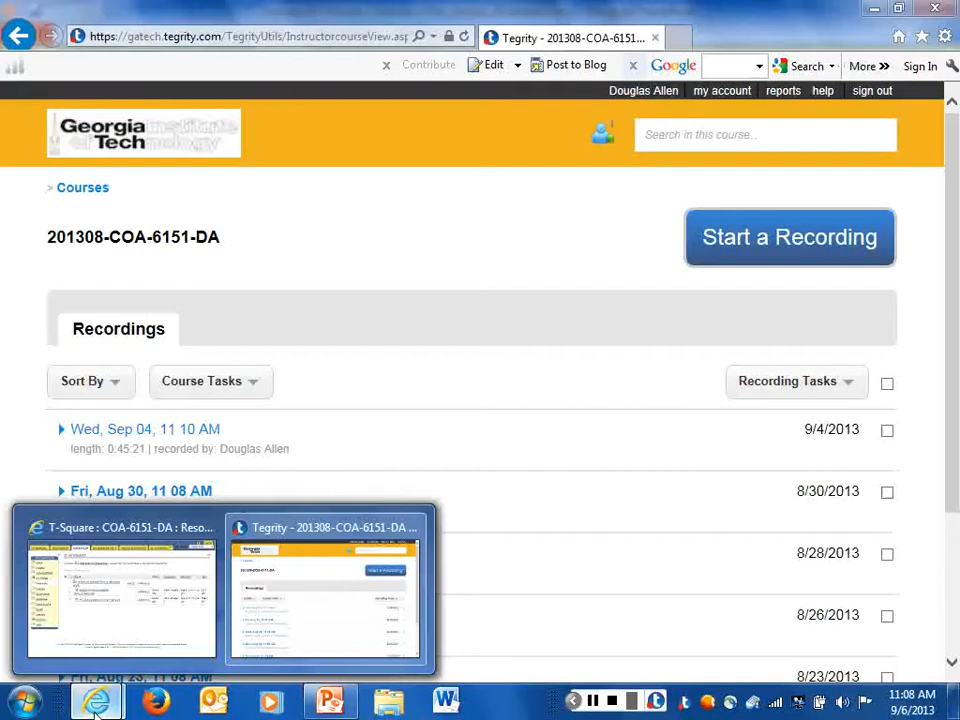 https://gatech.tegrity.com/TegrityUtils/InstructorcourseView.asp
Tegrity - 201308-COA-6151...
Contribute
Edit
Post to Blog
Google
Search
More »
Sign In
Douglas Allen
my account
reports
help
sign out
Georgia Institute
of Technology
Search in this course..
> Courses
201308-COA-6151-DA
Start a Recording
Recordings
Sort By
Course Tasks
Recording Tasks
Wed, Sep 04, 11 10 AM
9/4/2013
length: 0:45:21 | recorded by: Douglas Allen
Fri, Aug 30, 11 08 AM
8/30/2013
T-Square : COA-6151-DA : Reso...
Tegrity - 201308-COA-6151-DA ...
8/28/2013
8/26/2013
8/23/2013
11:08 AM
9/6/2013